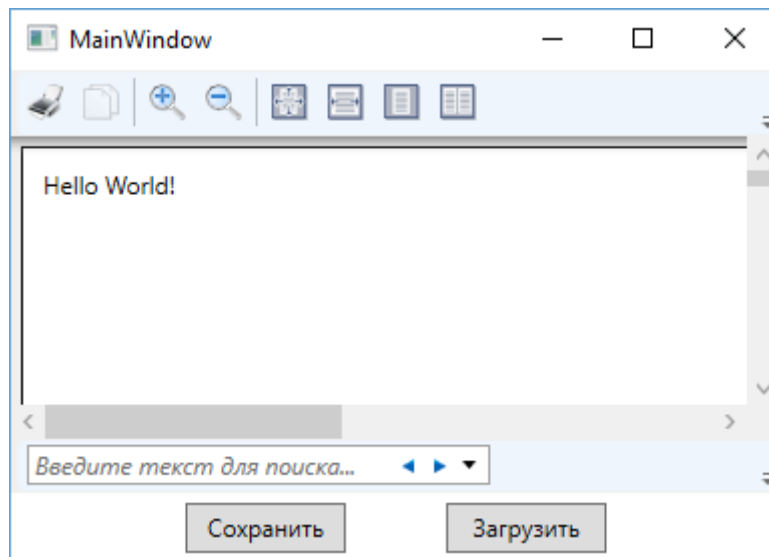 MainWindow
Hello World!
Введите текст для поиска...
Сохранить
Загрузить